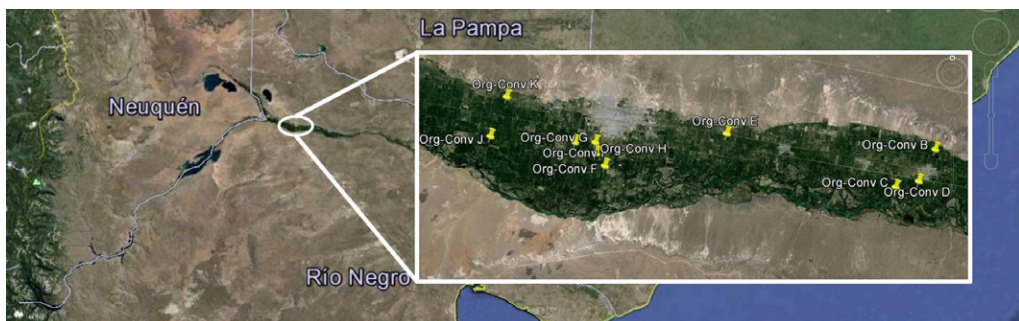 La Pampa
Neuquén
Río Negro
Org-Conv K
Org-Conv J
Org-Conv G
Org-Conv
Org-Conv H
Org-Conv F
Org-Conv E
Org-Conv B
Org-Conv C
Org-Conv D